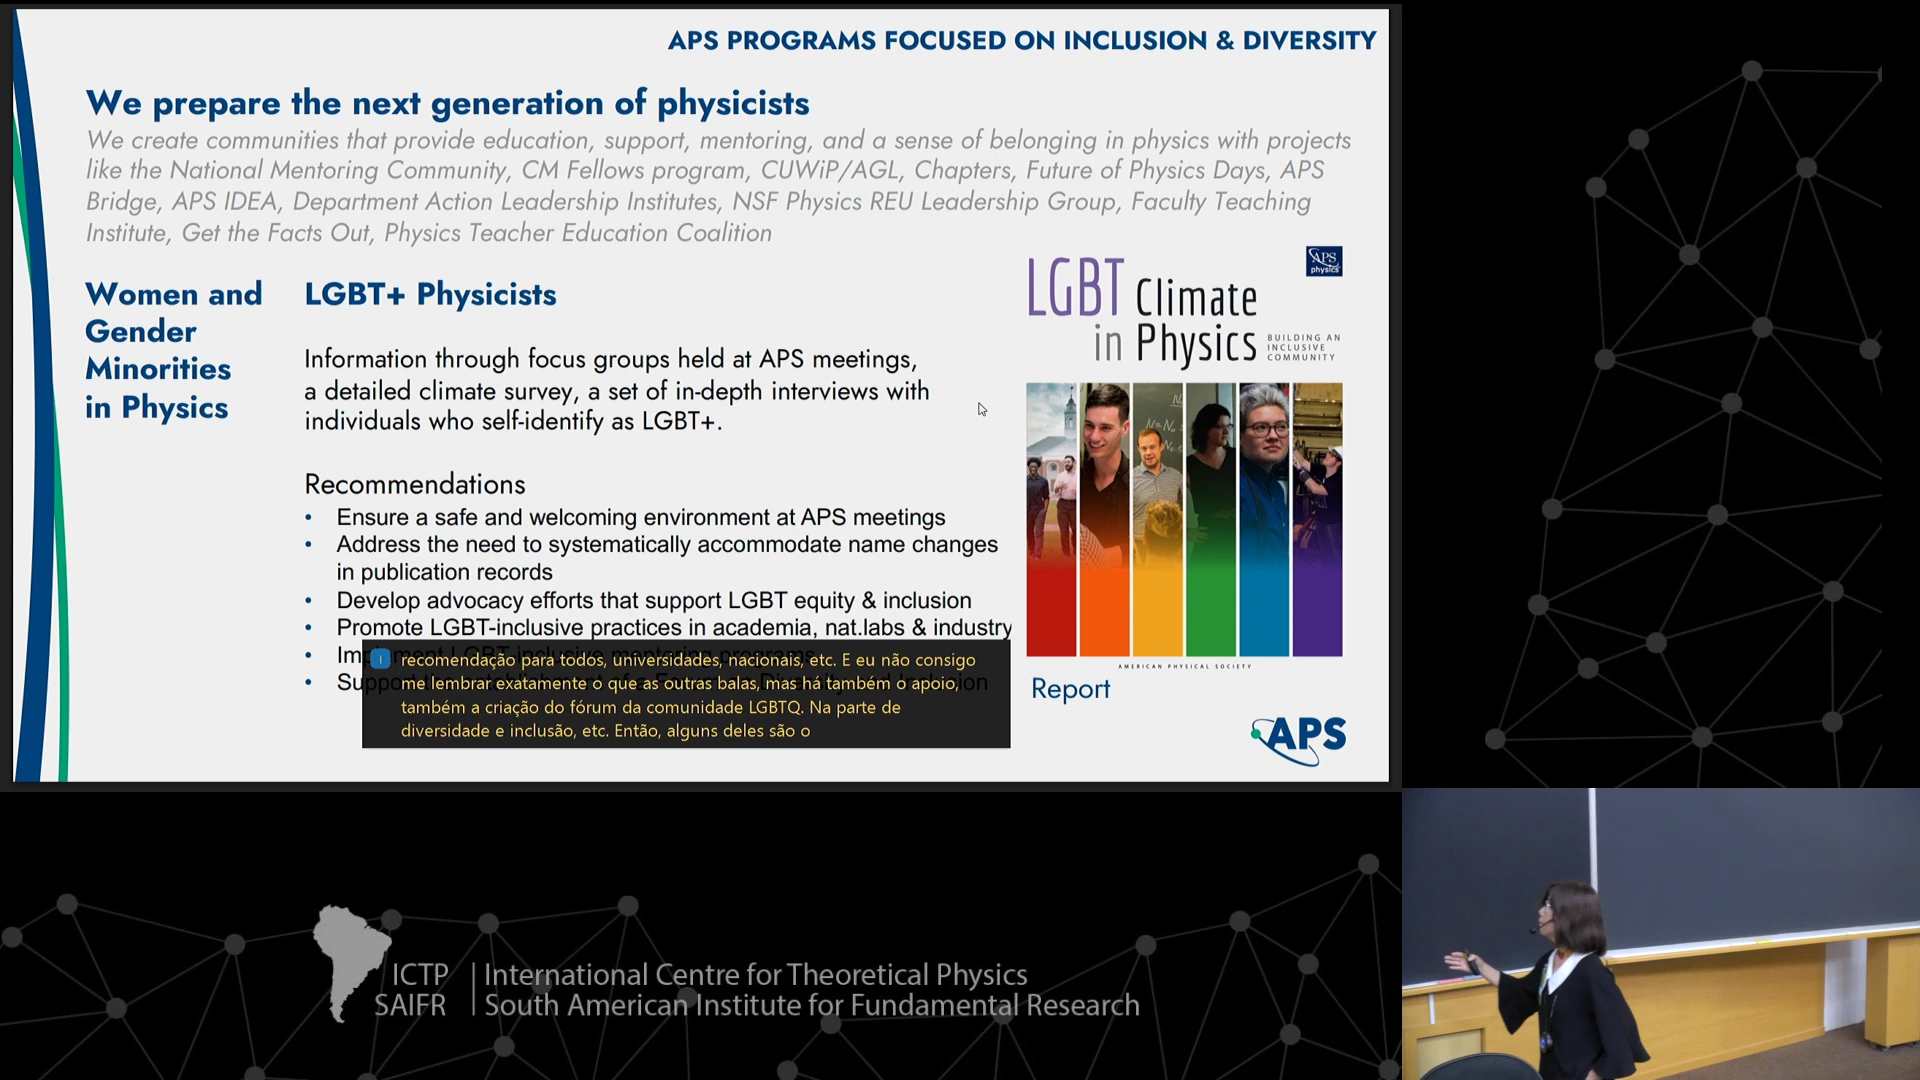 APS PROGRAMS FOCUSED ON INCLUSION & DIVERSITY
We prepare the next generation of physicists
We create communities that provide education, support, mentoring, and a sense of belonging in physics with projects
like the National Mentoring Community, CM Fellows program, CUWiP/AGL, Chapters, Future of Physics Days, APS
Bridge, APS IDEA, Department Action Leadership Institutes, NSF Physics REU Leadership Group, Faculty Teaching
Institute, Get the Facts Out, Physics Teacher Education Coalition
Women and
Gender
Minorities
in Physics
LGBT+ Physicists
Information through focus groups held at APS meetings,
a detailed climate survey, a set of in-depth interviews with
individuals who self-identify as LGBT+.
Recommendations
• Ensure a safe and welcoming environment at APS meetings
• Address the need to systematically accommodate name changes
in publication records
• Develop advocacy efforts that support LGBT equity & inclusion
• Promote LGBT-inclusive practices in academia, nat.labs & industry
• Implement LGBT-inclusive mentoring programs
• Support
recomendação para todos, universidades, nacionais, etc. E eu não consigo
me lembrar exatamente o que as outras balas, mas há também o apoio,
também a criação do fórum da comunidade LGBTQ. Na parte de
diversidade e inclusão, etc. Então, alguns deles são o
APS
physics
LGBT Climate
in Physics
BUILDING AN
INCLUSIVE
COMMUNITY
AMERICAN PHYSICAL SOCIETY
Report
APS
ICTP | International Centre for Theoretical Physics
SAIFR | South American Institute for Fundamental Research